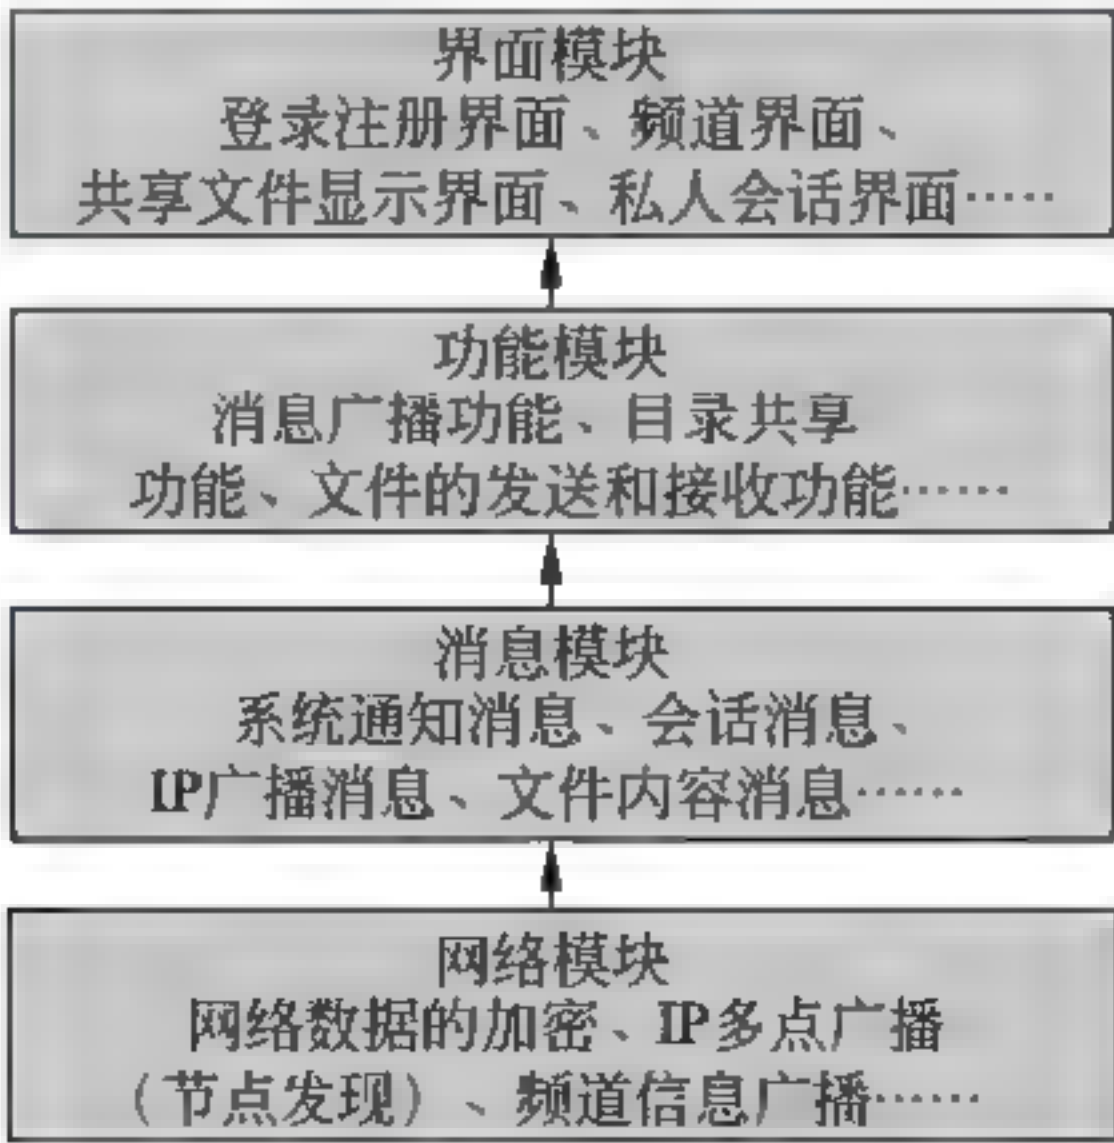 界面模块
登录注册界面、频道界面、
共享文件显示界面、私人会话界面……
功能模块
消息广播功能、目录共享
功能、文件的发送和接收功能……
消息模块
系统通知消息、会话消息、
IP广播消息、文件内容消息……
网络模块
网络数据的加密、IP多点广播
(节点发现)、频道信息广播……